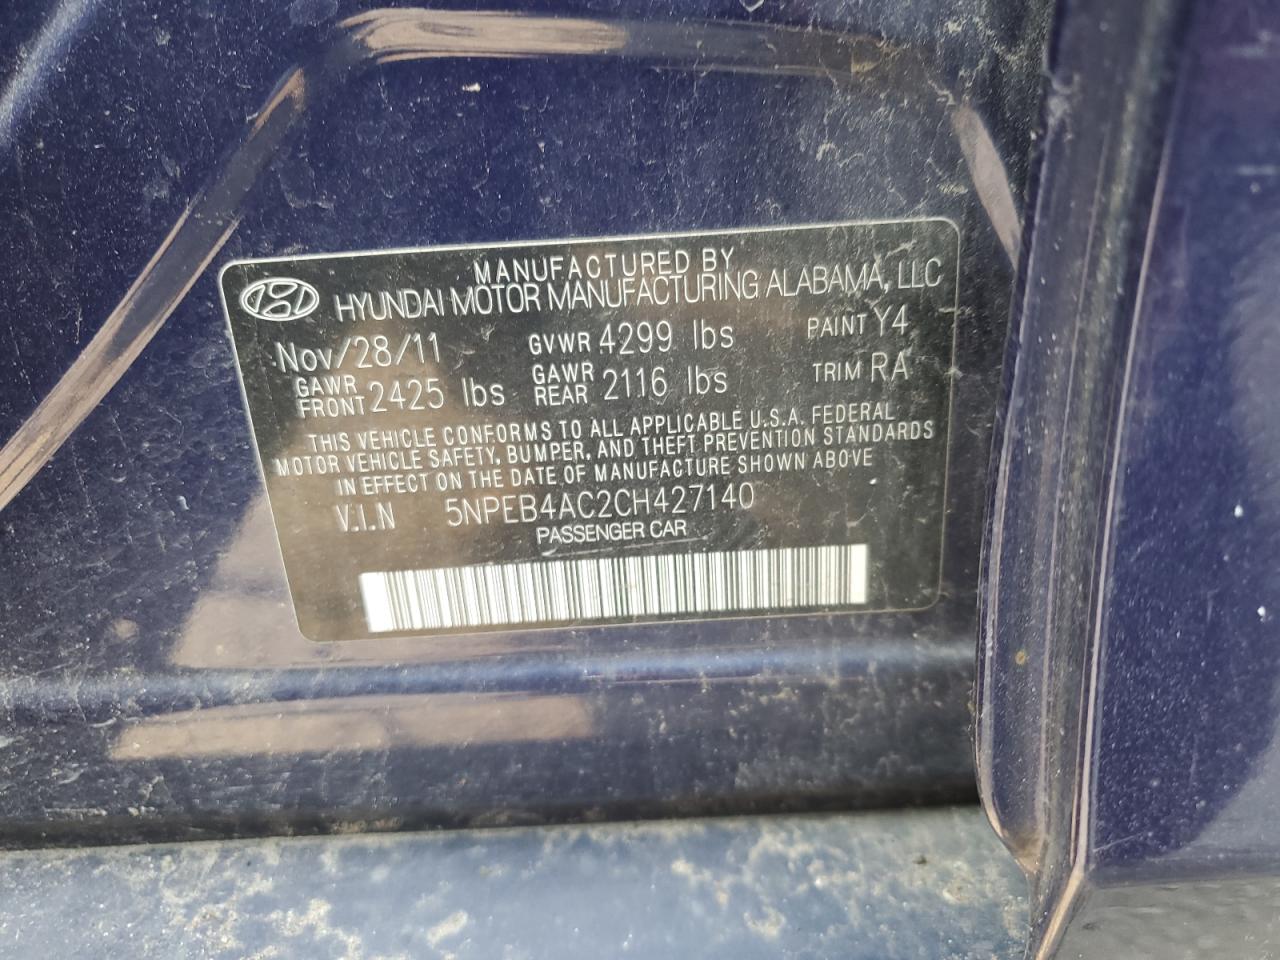 MANUFACTURED BY
HYUNDAI MOTOR MANUFACTURING ALABAMA, LLC
Nov/28/11 GVWR 4299 lbs PAINT Y4
GAWR FRONT 2425 lbs GAWR REAR 2116 lbs TRIM RA
THIS VEHICLE CONFORMS TO ALL APPLICABLE U.S.A. FEDERAL
MOTOR VEHICLE SAFETY, BUMPER, AND THEFT PREVENTION STANDARDS
IN EFFECT ON THE DATE OF MANUFACTURE SHOWN ABOVE
V.I.N 5NPEB4AC2CH427140
PASSENGER CAR